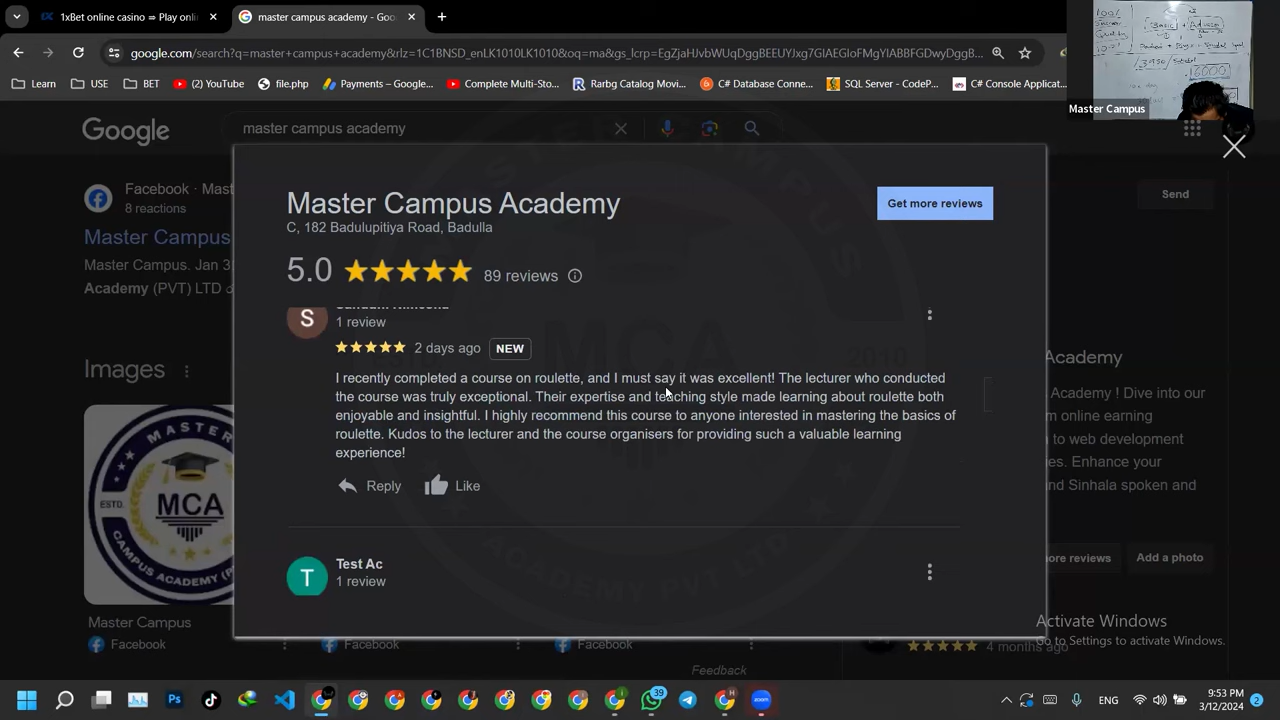 1xBet online casino ⇒ Play onli
master campus academy - Goo
google.com/search?q=master+campus+academy&rlz=1C1BNSD_enLK1010LK1010&oq=ma&gs_lcrp=EgZjaHJvbWUqDggBEEUYJxg7GIAEGIoFMgYIABBFGDwyDggB...
Learn
USE
BET
(2) YouTube
file.php
Payments – Google...
Complete Multi-Sto...
Rarbg Catalog Movi...
C# Database Conne...
SQL Server - CodeP...
C# Console Applicat...
Master Campus
Google
master campus academy
Facebook · Mast
8 reactions
Master Campus
Master Campus. Jan 3
Academy (PVT) LTD
Send
Master Campus Academy
Get more reviews
C, 182 Badulupitiya Road, Badulla
5.0
89 reviews
S
1 review
2 days ago
NEW
I recently completed a course on roulette, and I must say it was excellent! The lecturer who conducted
the course was truly exceptional. Their expertise and teaching style made learning about roulette both
enjoyable and insightful. I highly recommend this course to anyone interested in mastering the basics of
roulette. Kudos to the lecturer and the course organisers for providing such a valuable learning
experience!
Reply
Like
T
Test Ac
1 review
Images
ESTD.
MCA
Master Campus
Facebook
Facebook
Facebook
Feedback
MCA
2010
ACADEMY PVT LTD
Academy
Academy ! Dive into our
m online earning
to web development
es. Enhance your
Sinhala spoken and
more reviews
Add a photo
4 months ago
Activate Windows
Go to Settings to activate Windows.
39
ENG
9:53 PM
3/12/2024
2